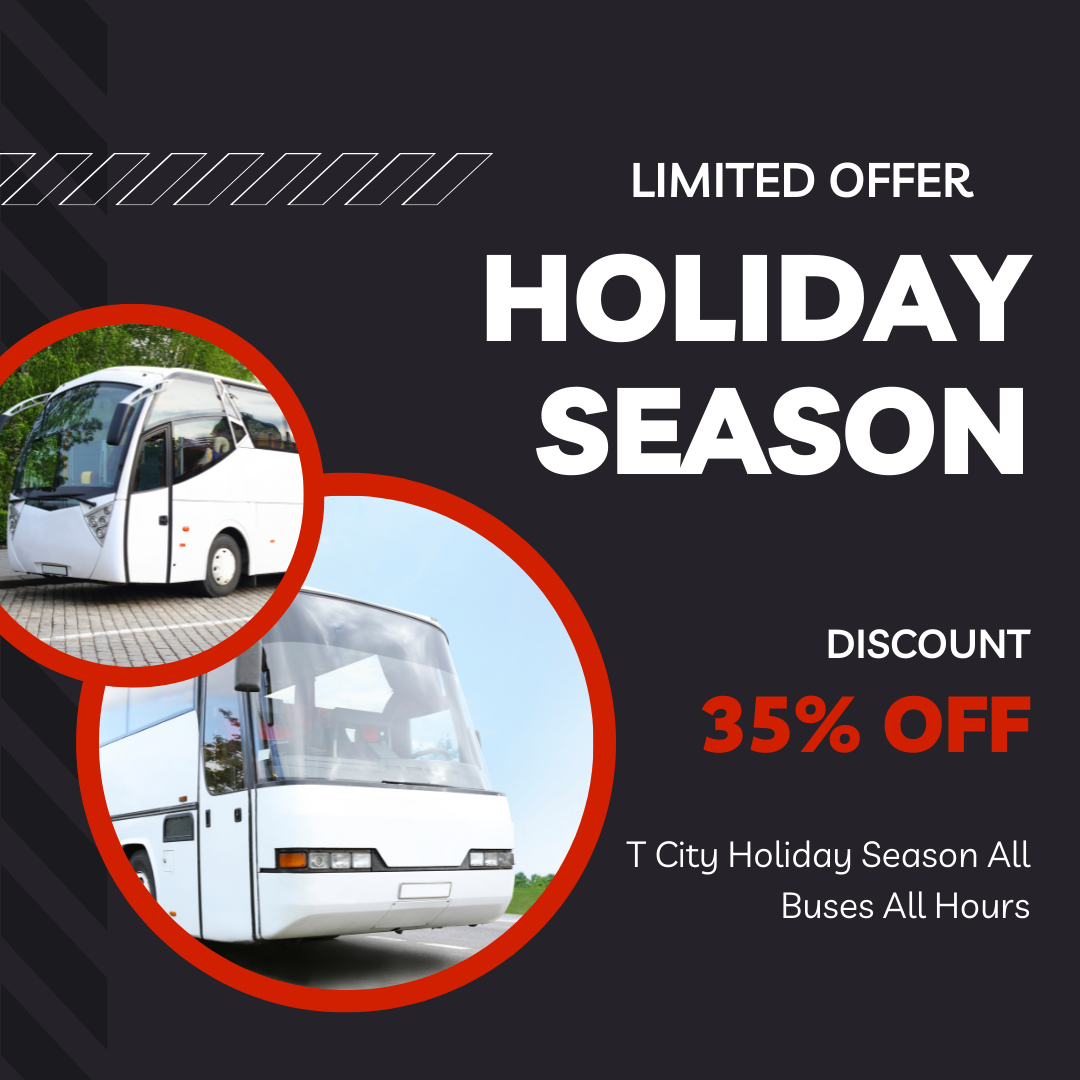 LIMITED OFFER
HOLIDAY
SEASON
DISCOUNT
35% OFF
T City Holiday Season All
Buses All Hours